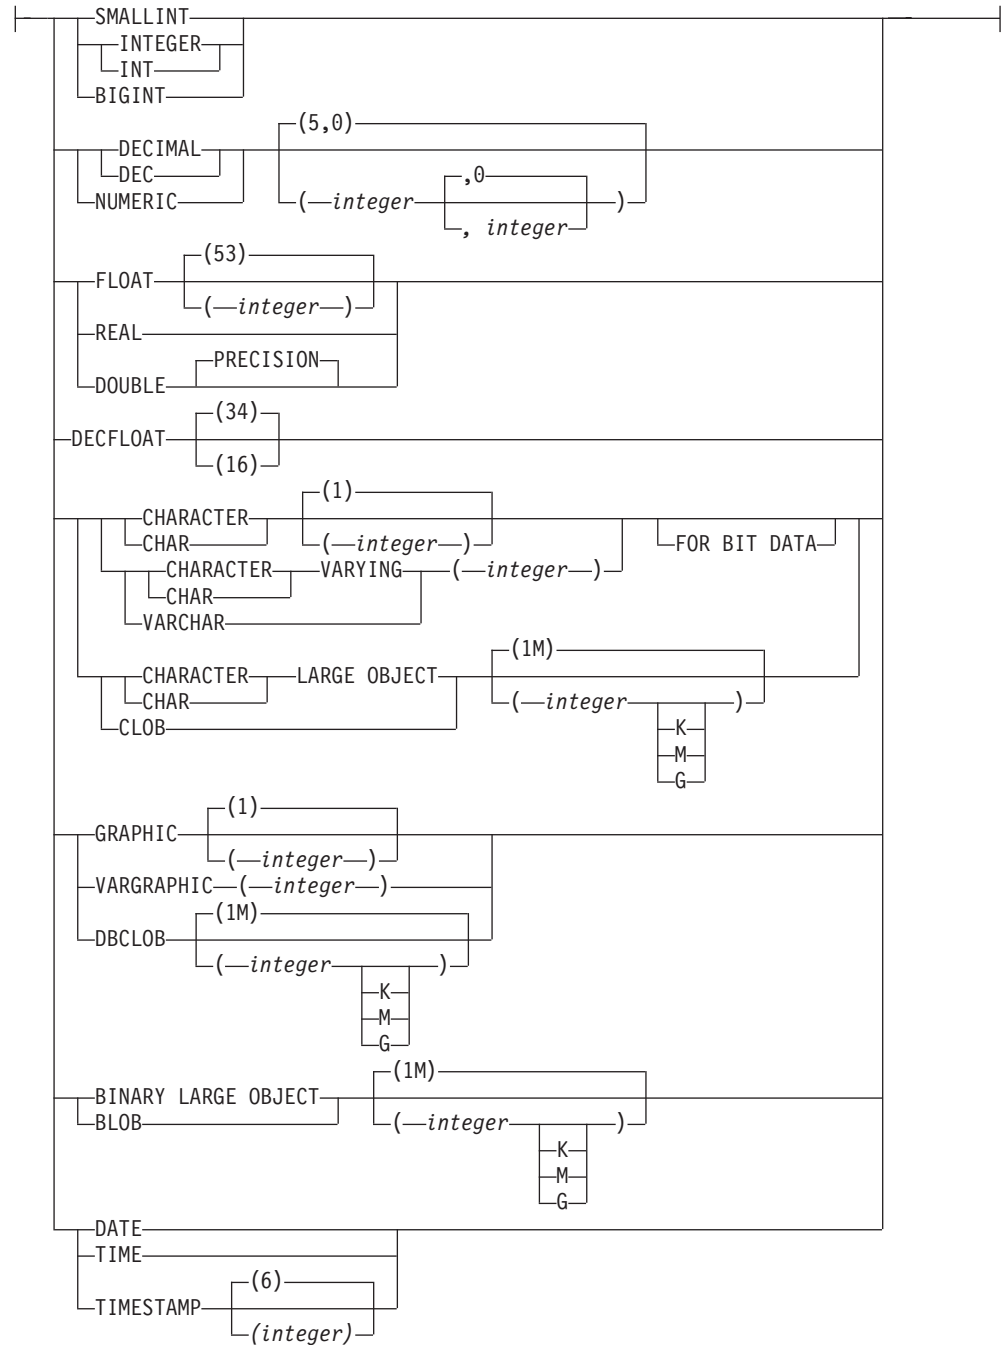 SMALLINT
INTEGER
INT
BIGINT
(5,0)
DECIMAL
DEC
,0
NUMERIC ( integer )
, integer
(53)
FLOAT
( integer )
REAL
PRECISION
DOUBLE
(34)
DECFLOAT
(16)
(1)
CHARACTER
CHAR ( integer ) FOR BIT DATA
CHARACTER VARYING ( integer )
CHAR
VARCHAR
(1M)
CHARACTER LARGE OBJECT
CHAR ( integer )
CLOB K
M
G
(1)
GRAPHIC
( integer )
VARGRAPHIC ( integer )
(1M)
DBCLOB
( integer )
K
M
G
(1M)
BINARY LARGE OBJECT
BLOB ( integer )
K
M
G
DATE
TIME
(6)
TIMESTAMP
(integer)